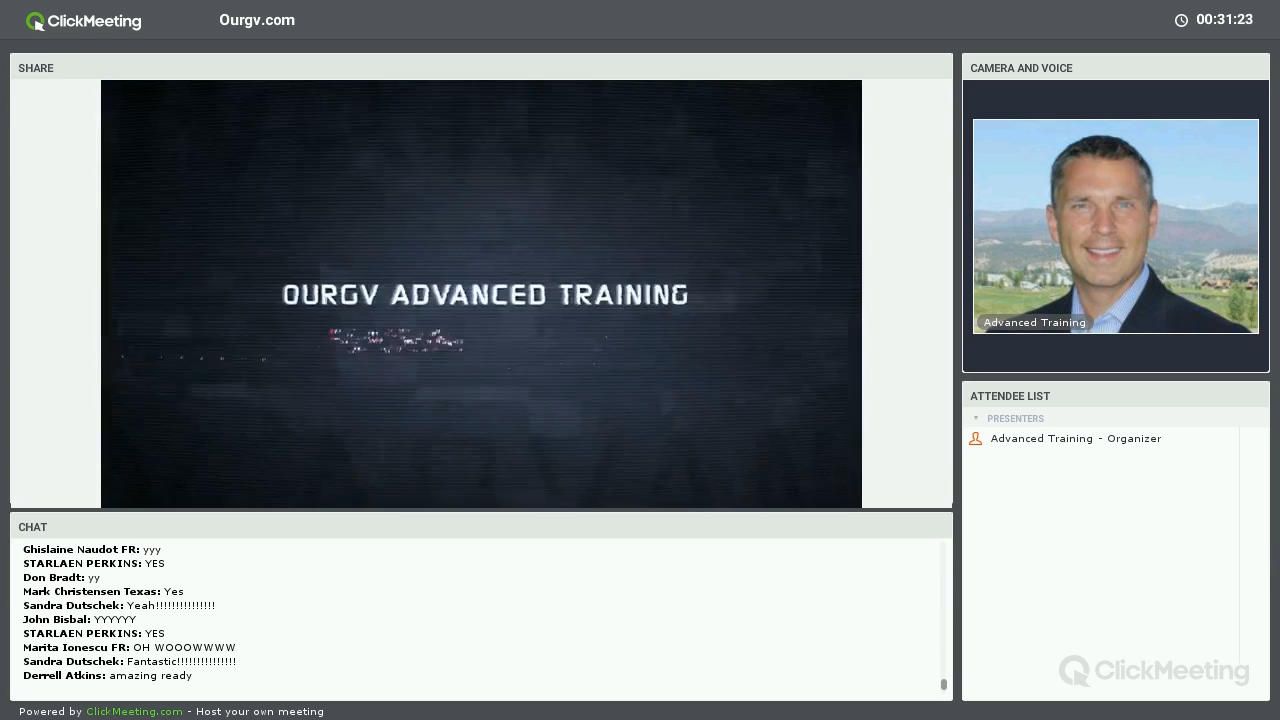 ClickMeeting
Ourgv.com
00:31:23
SHARE
OURGV ADVANCED TRAINING
CAMERA AND VOICE
Advanced Training
ATTENDEE LIST
PRESENTERS
Advanced Training - Organizer
ClickMeeting
CHAT
Ghislaine Naudot FR: yyy
STARLAEN PERKINS: YES
Don Bradt: yy
Mark Christensen Texas: Yes
Sandra Dutschek: Yeah!!!!!!!!!!!!!!!
John Bisbal: YYYYYY
STARLAEN PERKINS: YES
Marita Ionescu FR: OH WOOOWWWW
Sandra Dutschek: Fantastic!!!!!!!!!!!!!!!
Derrell Atkins: amazing ready
Powered by ClickMeeting.com - Host your own meeting